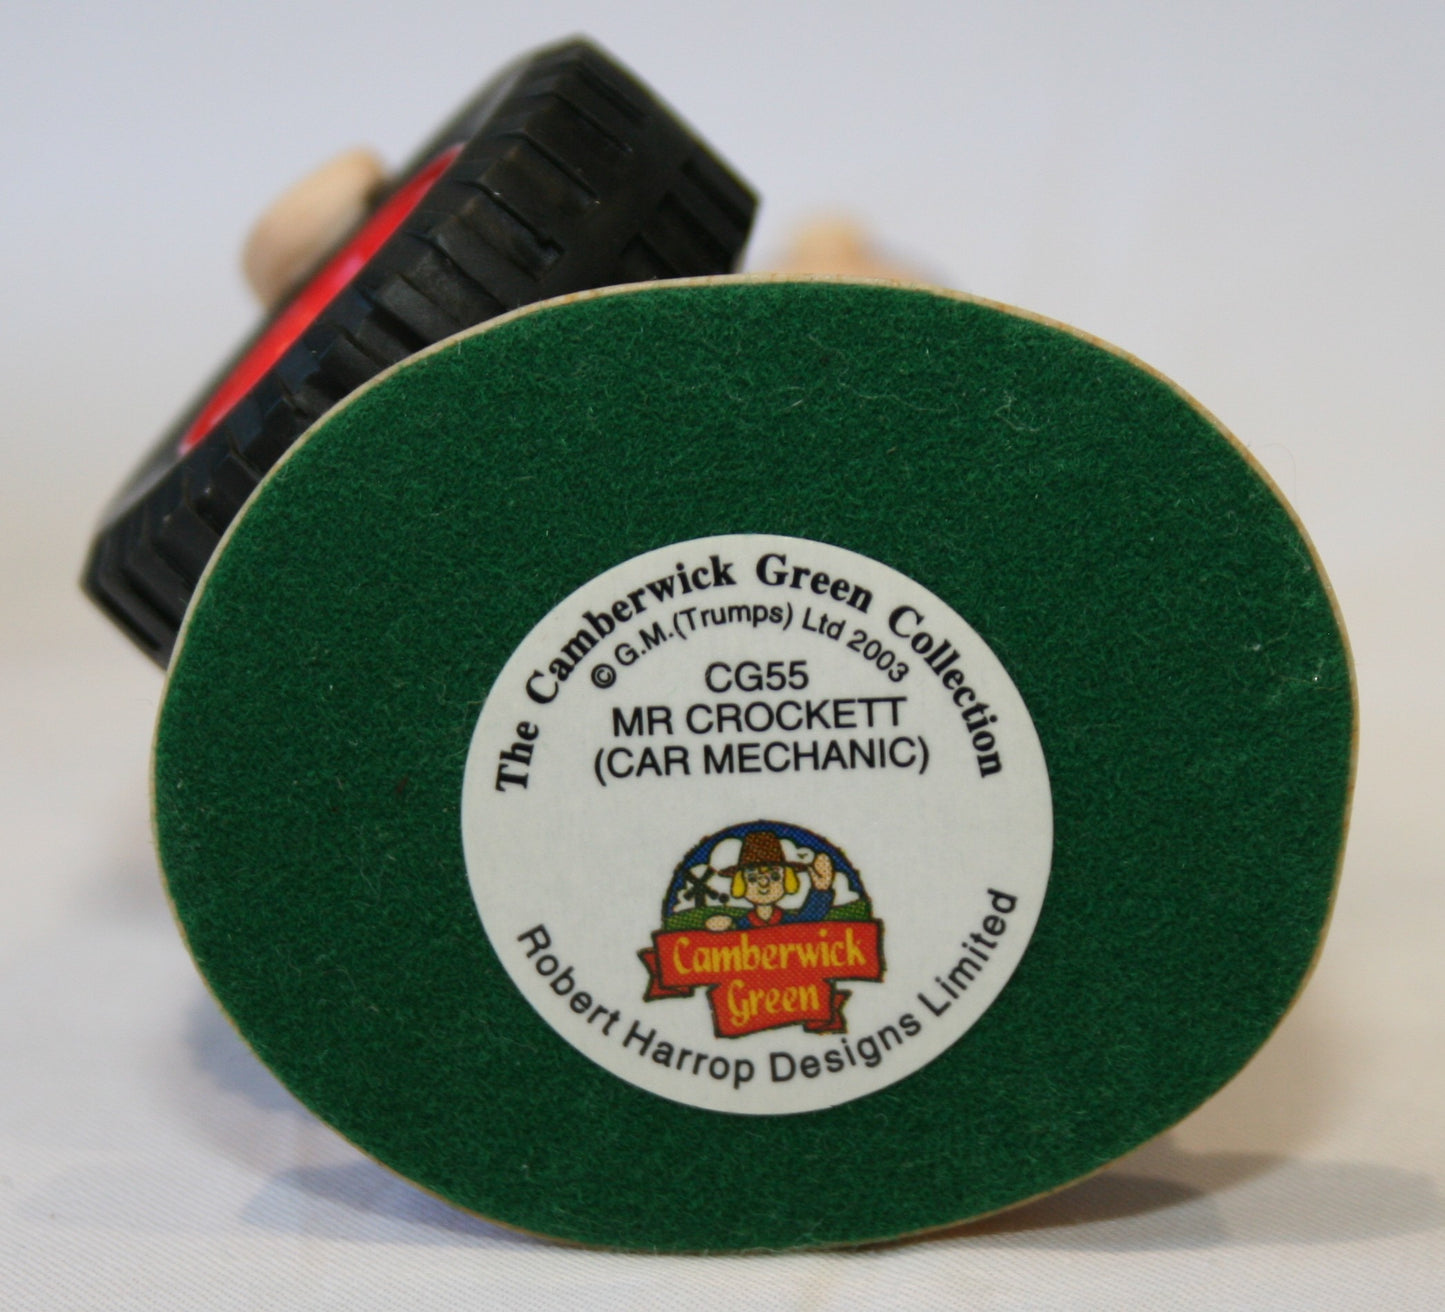 The Camberwick Green Collection
© G.M.(Trumps) Ltd 2003
CG55
MR CROCKETT
(CAR MECHANIC)
Camberwick
Green
Robert Harrop Designs Limited